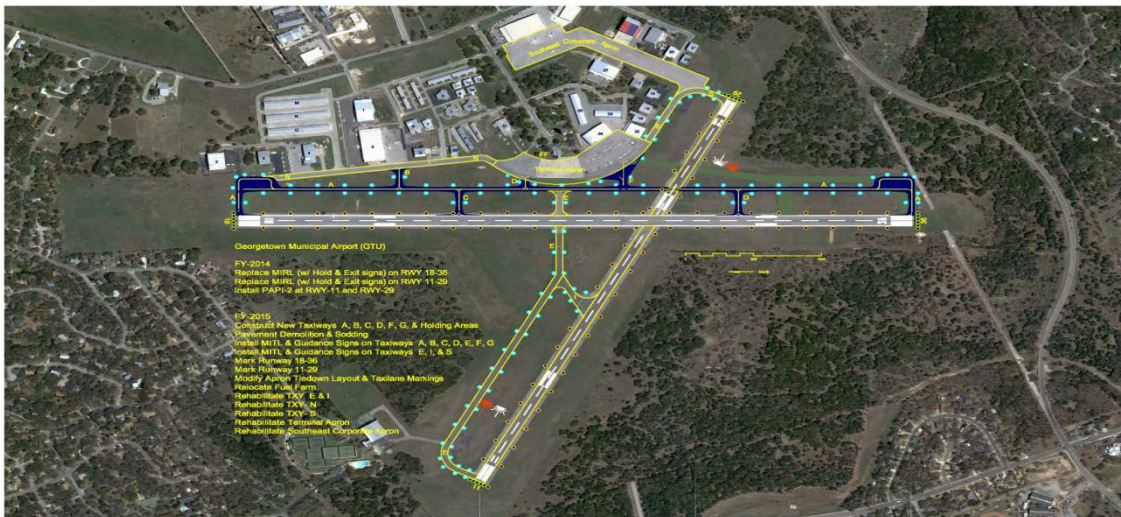 Southeast Corporate Apron
29
B
Terminal Apron
A
B
D
F
A
A
C
E
G
18
36
E
Georgetown Municipal Airport (GTU)
FY-2014
Replace MIRL (w/ Hold & Exit signs) on RWY 18-36
Replace MIRL (w/ Hold & Exit signs) on RWY 11-29
Install PAPI-2 at RWY-11 and RWY-29
FY-2015
Construct New Taxiways A, B, C, D, F, G, & Holding Areas
Pavement Demolition & Sodding
Install MITL & Guidance Signs on Taxiways A, B, C, D, E, F, G
Install MITL & Guidance Signs on Taxiways E, I, & S
Mark Runway 18-36
Mark Runway 11-29
Modify Apron Tiedown Layout & Taxilane Markings
Relocate Fuel Farm
Rehabilitate TXY E & I
Rehabilitate TXY- N
Rehabilitate TXY- S
Rehabilitate Terminal Apron
Rehabilitate Southeast Corporate Apron
11